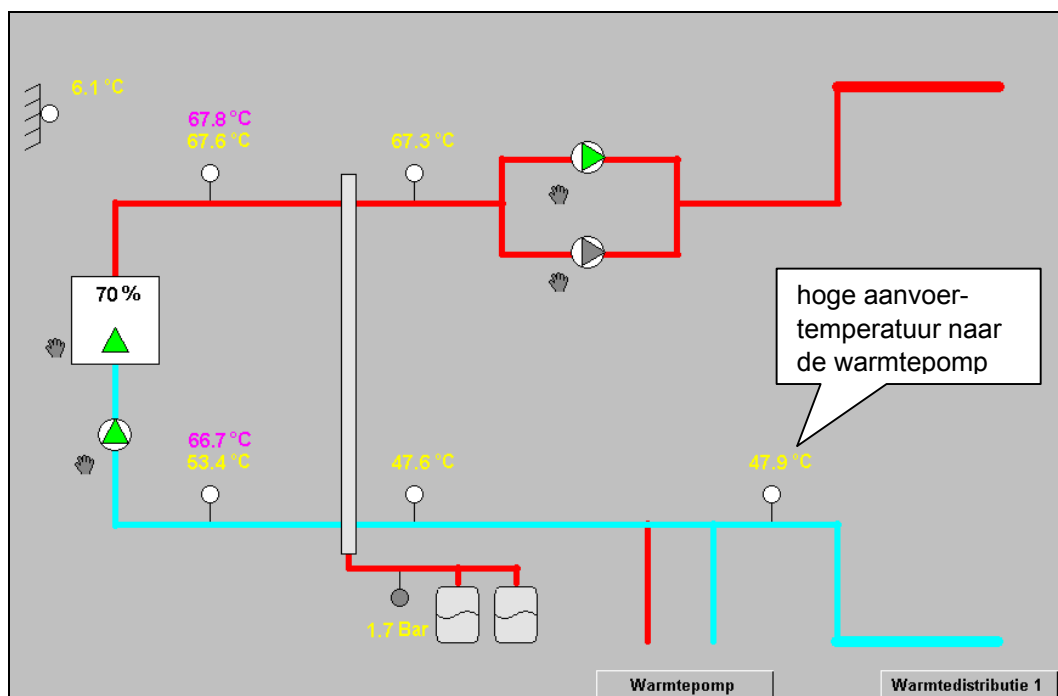 6.1 °C
67.8 °C
67.6 °C
67.3 °C
70 %
hoge aanvoer-
temperatuur naar
de warmtepomp
66.7 °C
53.4 °C
47.6 °C
47.9 °C
1.7 Bar
Warmtepomp
Warmtedistributie 1